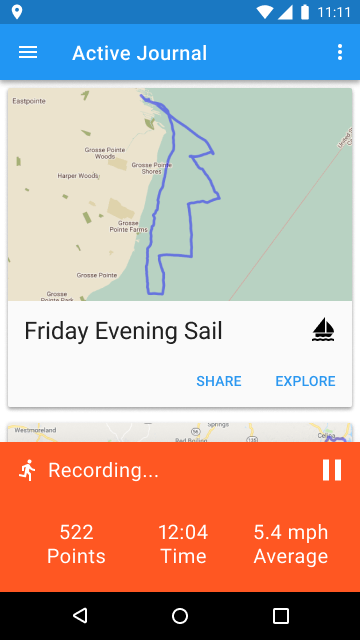 11:11
Active Journal
Eastpointe
Grosse Pointe
Woods
Grosse Pointe
Shores
Harper Woods
Grosse
Pointe Farms
Grosse Pointe
Grosse
Pointe Park
Friday Evening Sail
SHARE
EXPLORE
Westmoreland
Springs
Red Boiling
Celina
Recording...
522
12:04
5.4 mph
Points
Time
Average